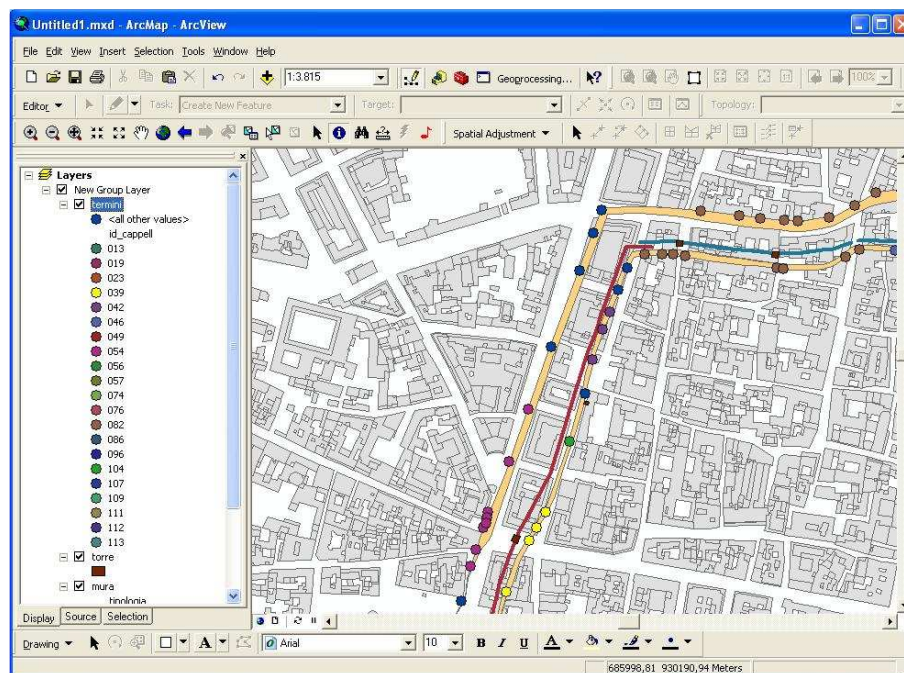 Untitled1.mxd - ArcMap - ArcView
File Edit View Insert Selection Tools Window Help
1:3.815 Geoprocessing... 100%
Editor Task: Create New Feature Target: Topology:
Spatial Adjustment
Layers
New Group Layer
termini
<all other values>
id_cappell
013
019
023
039
042
046
049
054
056
057
074
076
082
086
096
104
107
109
111
112
113
torre
mura
tipologia
Display Source Selection
Drawing A Arial 10 B I U A
685998,81 930190,94 Meters